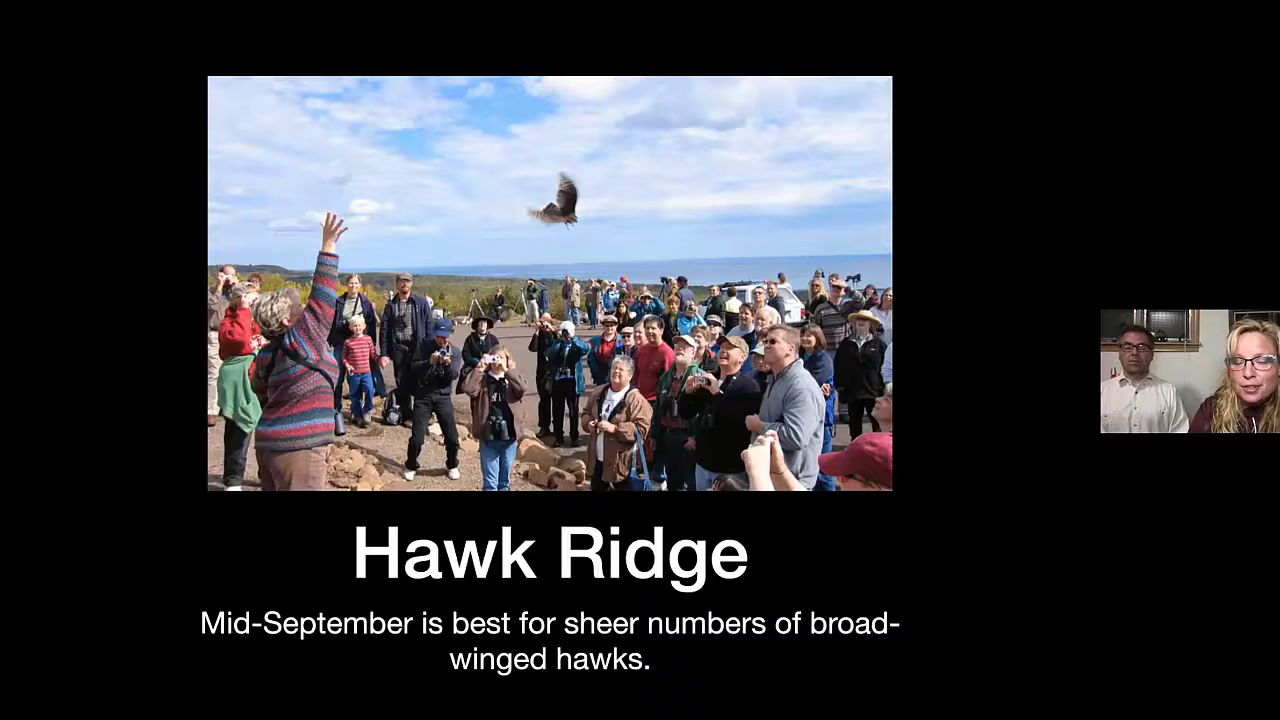 Hawk Ridge
Mid-September is best for sheer numbers of broad-
winged hawks.